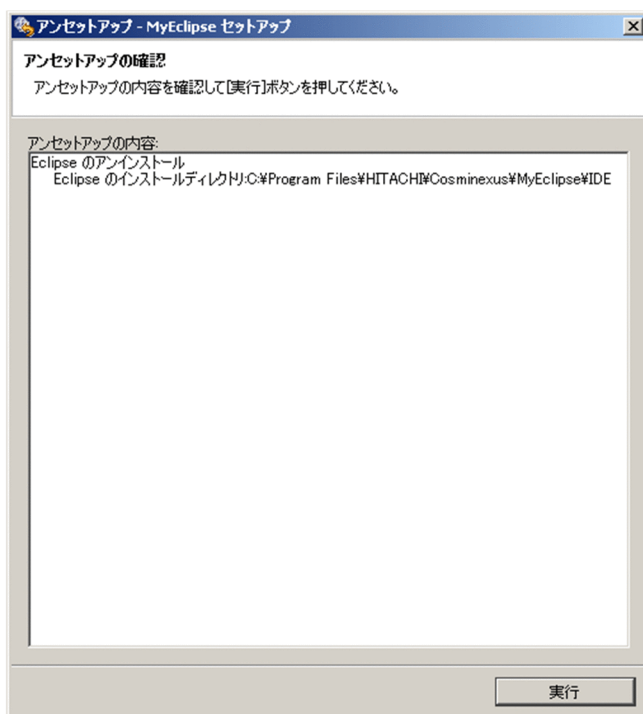 アンセットアップ - MyEclipse セットアップ
アンセットアップの確認
アンセットアップの内容を確認して[実行]ボタンを押してください。
アンセットアップの内容:
Eclipse のアンインストール
Eclipse のインストールディレクトリ:C:¥Program Files¥HITACHI¥Cosminexus¥MyEclipse¥IDE
実行